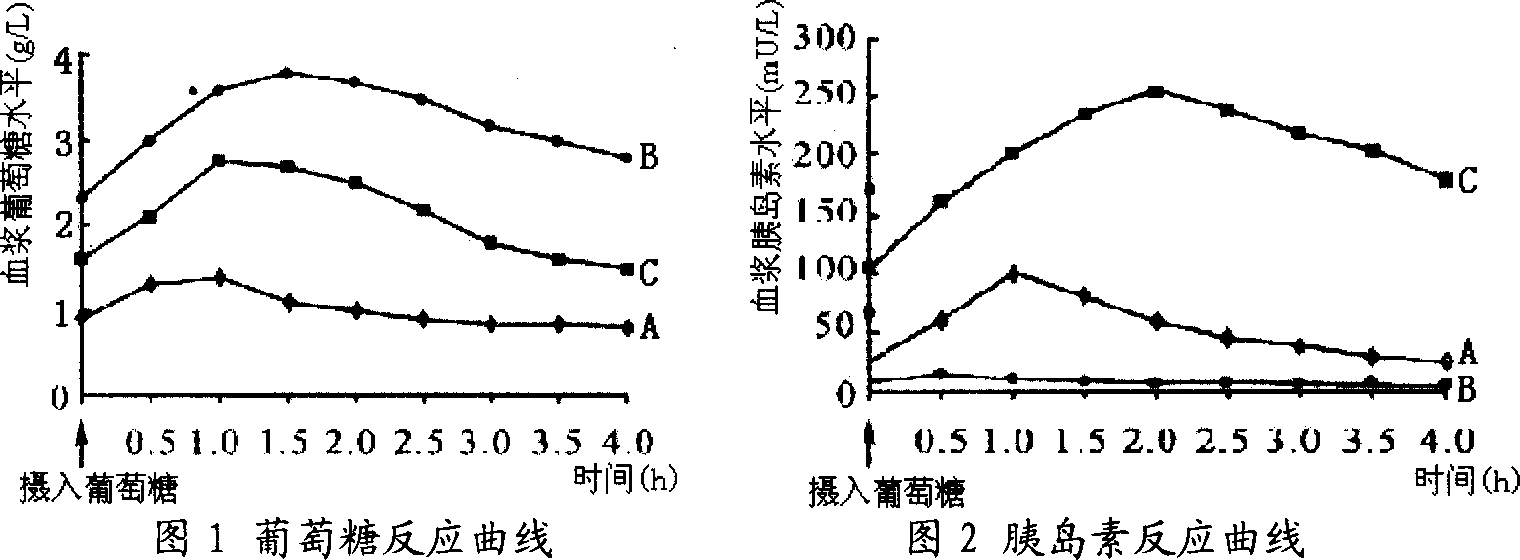 血浆葡萄糖水平(g/L)
4
3
2
1
0
B
C
A
0.5 1.0 1.5 2.0 2.5 3.0 3.5 4.0
时间(h)
摄入葡萄糖
图 1 葡萄糖反应曲线
血浆胰岛素水平(mU/L)
300
250
200
150
100
50
0
C
A
B
0.5 1.0 1.5 2.0 2.5 3.0 3.5 4.0
时间(h)
摄入葡萄糖
图 2 胰岛素反应曲线